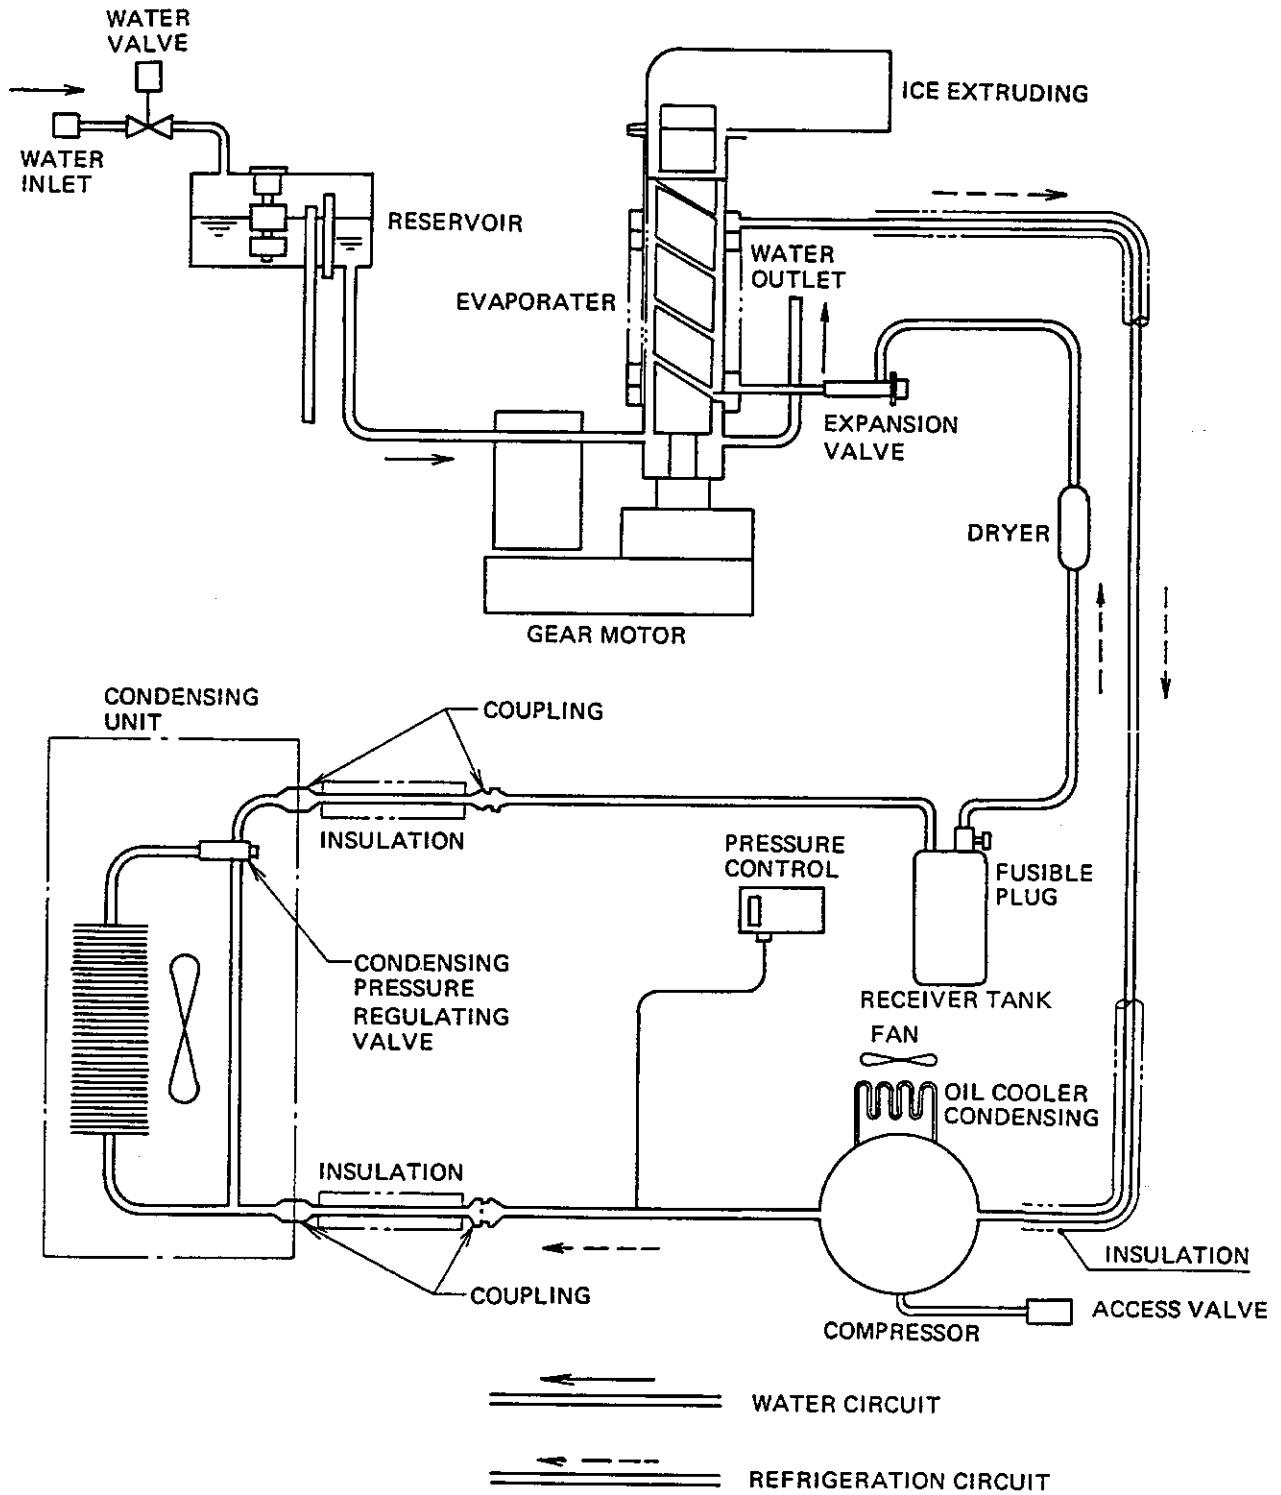 WATER
VALVE
ICE EXTRUDING
WATER
INLET
RESERVOIR
WATER
OUTLET
EVAPORATER
EXPANSION
VALVE
DRYER
GEAR MOTOR
CONDENSING
UNIT
COUPLING
INSULATION
PRESSURE
CONTROL
FUSIBLE
PLUG
CONDENSING
PRESSURE
REGULATING
VALVE
RECEIVER TANK
FAN
OIL COOLER
CONDENSING
INSULATION
INSULATION
COUPLING
ACCESS VALVE
COMPRESSOR
WATER CIRCUIT
REFRIGERATION CIRCUIT